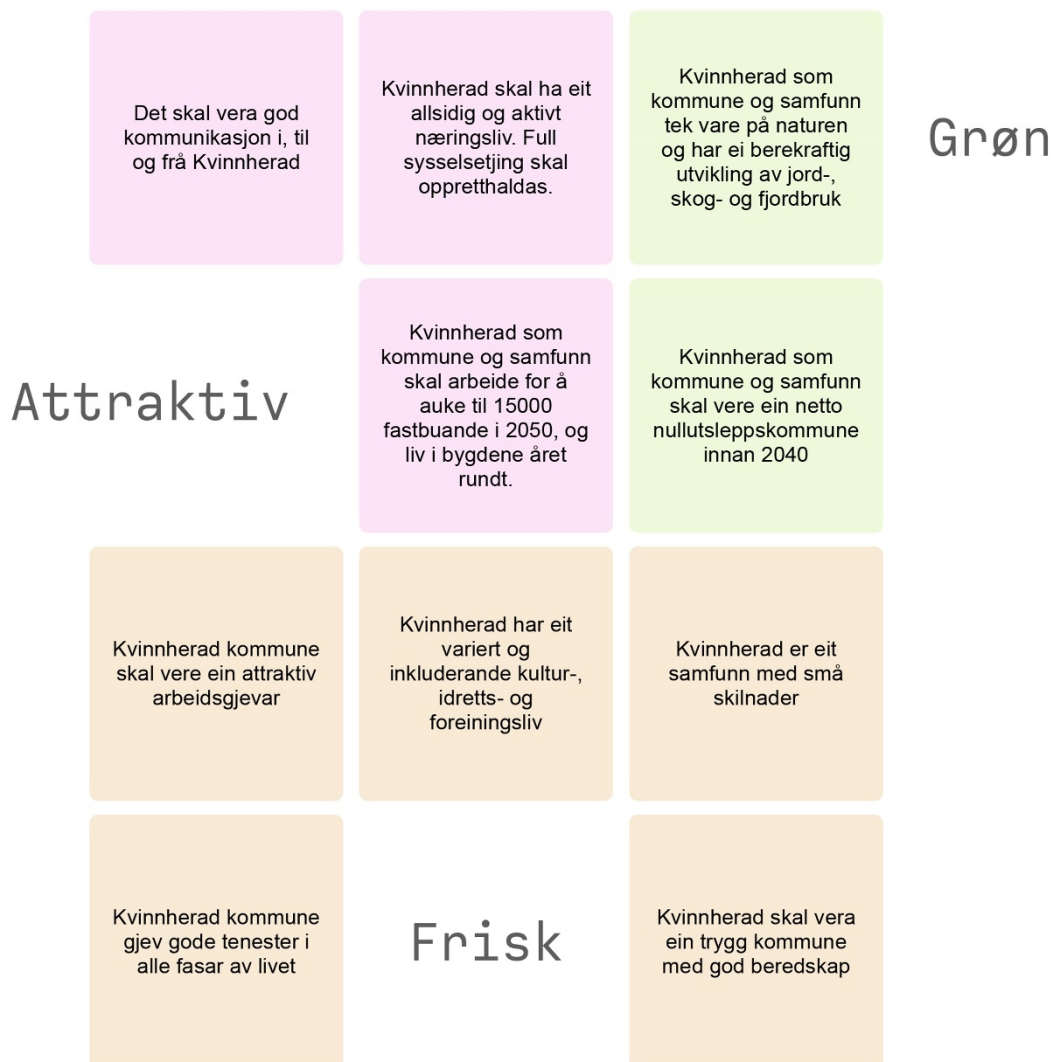 Det skal vera god
kommunikasjon i, til
og frå Kvinnherad
Kvinnherad skal ha eit
allsidig og aktivt
næringsliv. Full
sysselsetjing skal
oppretthaldas.
Kvinnherad som
kommune og samfunn
tek vare på naturen
og har ei berekraftig
utvikling av jord-,
skog- og fjordbruk
Grøn
Attraktiv
Kvinnherad som
kommune og samfunn
skal arbeide for å
auke til 15000
fastbuande i 2050, og
liv i bygdene året
rundt.
Kvinnherad som
kommune og samfunn
skal vere ein netto
nullutsleppskommune
innan 2040
Kvinnherad kommune
skal vere ein attraktiv
arbeidsgjevar
Kvinnherad har eit
variert og
inkluderande kultur-,
idretts- og
foreiningsliv
Kvinnherad er eit
samfunn med små
skilnader
Kvinnherad kommune
gjev gode tenester i
alle fasar av livet
Frisk
Kvinnherad skal vera
ein trygg kommune
med god beredskap